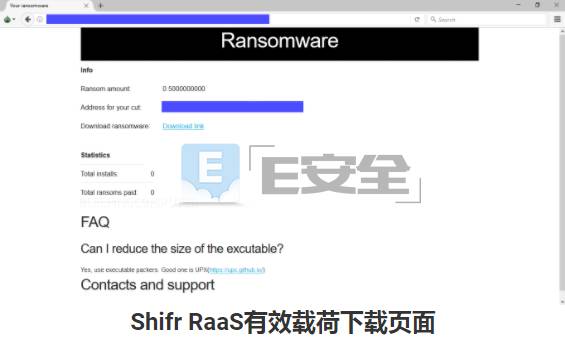 Your ransomware
Search
Ransomware
Info
Ransom amount: 0.5000000000
Address for your cut:
Download ransomware: Download link
Statistics
Total installs: 0
Total ransoms paid: 0
E
E安全
FAQ
Can I reduce the size of the excutable?
Yes, use executable packers. Good one is UPX(https://upx.github.io/)
Contacts and support
Shifr RaaS有效载荷下载页面